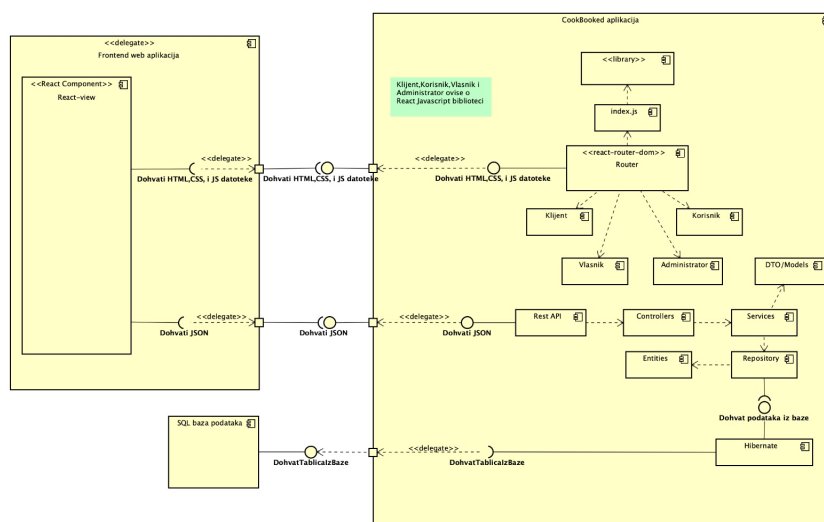 CookBooked aplikacija
<<delegate>>
Frontend web aplikacija
<<React Component>>
React-view
<<library>>
Klijent,Korisnik,Vlasnik i
Administrator ovise o
React Javascript biblioteci
index.js
<<react-router-dom>>
Router
<<delegate>>
<<delegate>>
Dohvati HTML,CSS, i JS datoteke
Dohvati HTML,CSS, i JS datoteke
Dohvati HTML,CSS, i JS datoteke
Klijent
Korisnik
Vlasnik
Administrator
DTO/Models
<<delegate>>
<<delegate>>
Rest API
Controllers
Services
Dohvati JSON
Dohvati JSON
Dohvati JSON
Entities
Repository
Dohvat podataka iz baze
SQL baza podataka
Hibernate
<<delegate>>
DohvatTablicaIzBaze
DohvatTablicaIzBaze